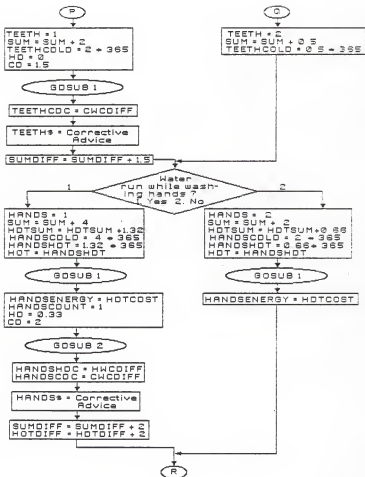 P
TEETH = 1
SUM = SUM + 2
TEETHCOLD = 2 * 365
HD = 0
CD = 1.5
GOSUB 1
TEETHCDC = CWCDIFF
TEETH$ = Corrective
Advice
SUMDIFF = SUMDIFF + 1.5
Q
TEETH = 2
SUM = SUM + 0.5
TEETHCOLD = 0.5 * 365
Water
run while wash-
ing hands ?
1 Yes 2. No
1
2
HANDS = 1
SUM = SUM + 4
HOTSUM = HOTSUM + 1.32
HANDSCOLD = 4 * 365
HANDSHOT = 1.32 * 365
HOT = HANDSHOT
GOSUB 1
HANDSENERGY = HOTCOST
HANDSCOUNT = 1
HD = 0.33
CD = 2
GOSUB 2
HANDSHDC = HWCDIFF
HANDSCDC = CWCDIFF
HANDS$ = Corrective
Advice
SUMDIFF = SUMDIFF + 2
HOTDIFF = HOTDIFF + 2
HANDS = 2
SUM = SUM + 2
HOTSUM = HOTSUM + 0.66
HANDSCOLD = 2 * 365
HANDSHOT = 0.66 * 365
HOT = HANDSHOT
GOSUB 1
HANDSENERGY = HOTCOST
R